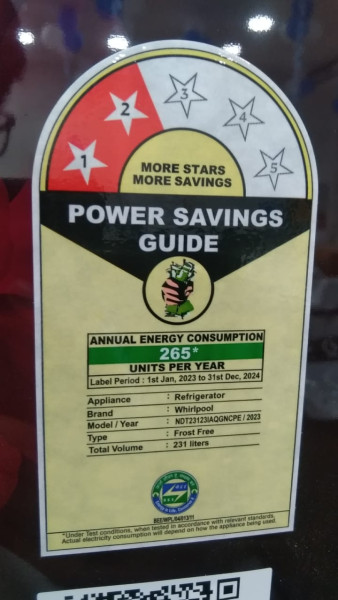 1
2
3
4
5
MORE STARS
MORE SAVINGS
POWER SAVINGS
GUIDE
ANNUAL ENERGY CONSUMPTION
265*
UNITS PER YEAR
Label Period : 1st Jan, 2023 to 31st Dec, 2024
Appliance : Refrigerator
Brand : Whirlpool
Model / Year : NDT23123IAQGNCPE / 2023
Type : Frost Free
Total Volume : 231 liters
*Under Test conditions, when tested in accordance with relevant standards.
Actual electricity consumption will depend on how the appliance being used.